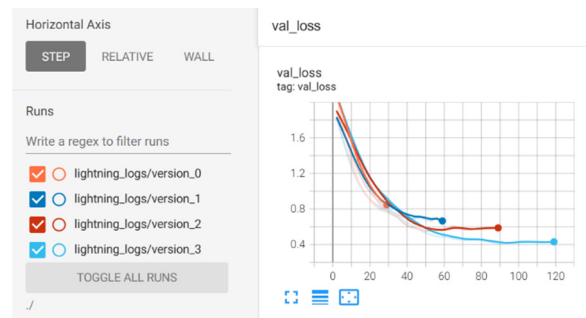 Horizontal Axis
STEP RELATIVE WALL
Runs
Write a regex to filter runs
lightning_logs/version_0
lightning_logs/version_1
lightning_logs/version_2
lightning_logs/version_3
TOGGLE ALL RUNS
./
val_loss
val_loss
tag: val_loss
1.6
1.2
0.8
0.4
0 20 40 60 80 100 120